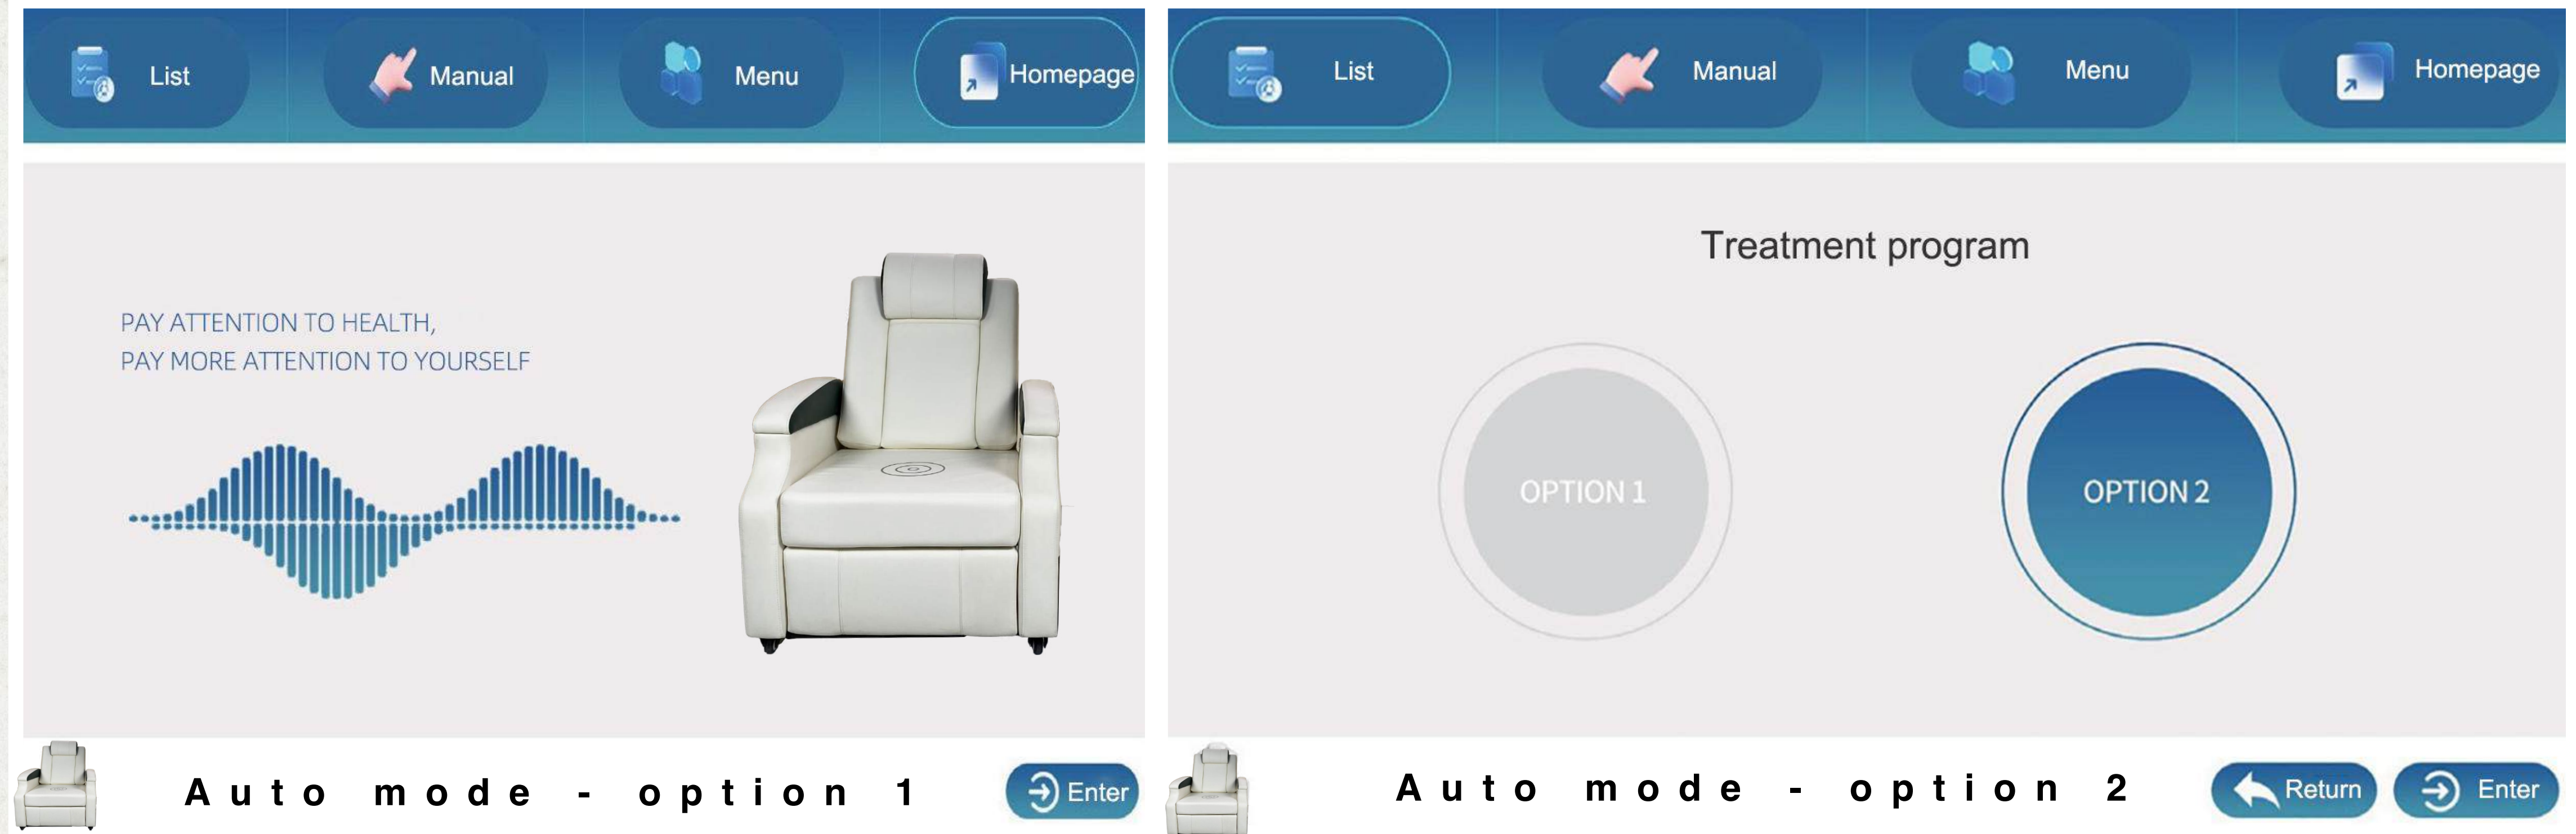 List
Manual
Menu
Homepage
PAY ATTENTION TO HEALTH,
PAY MORE ATTENTION TO YOURSELF
Auto mode - option 1
Enter
List
Manual
Menu
Homepage
Treatment program
OPTION 1
OPTION 2
Auto mode - option 2
Return
Enter